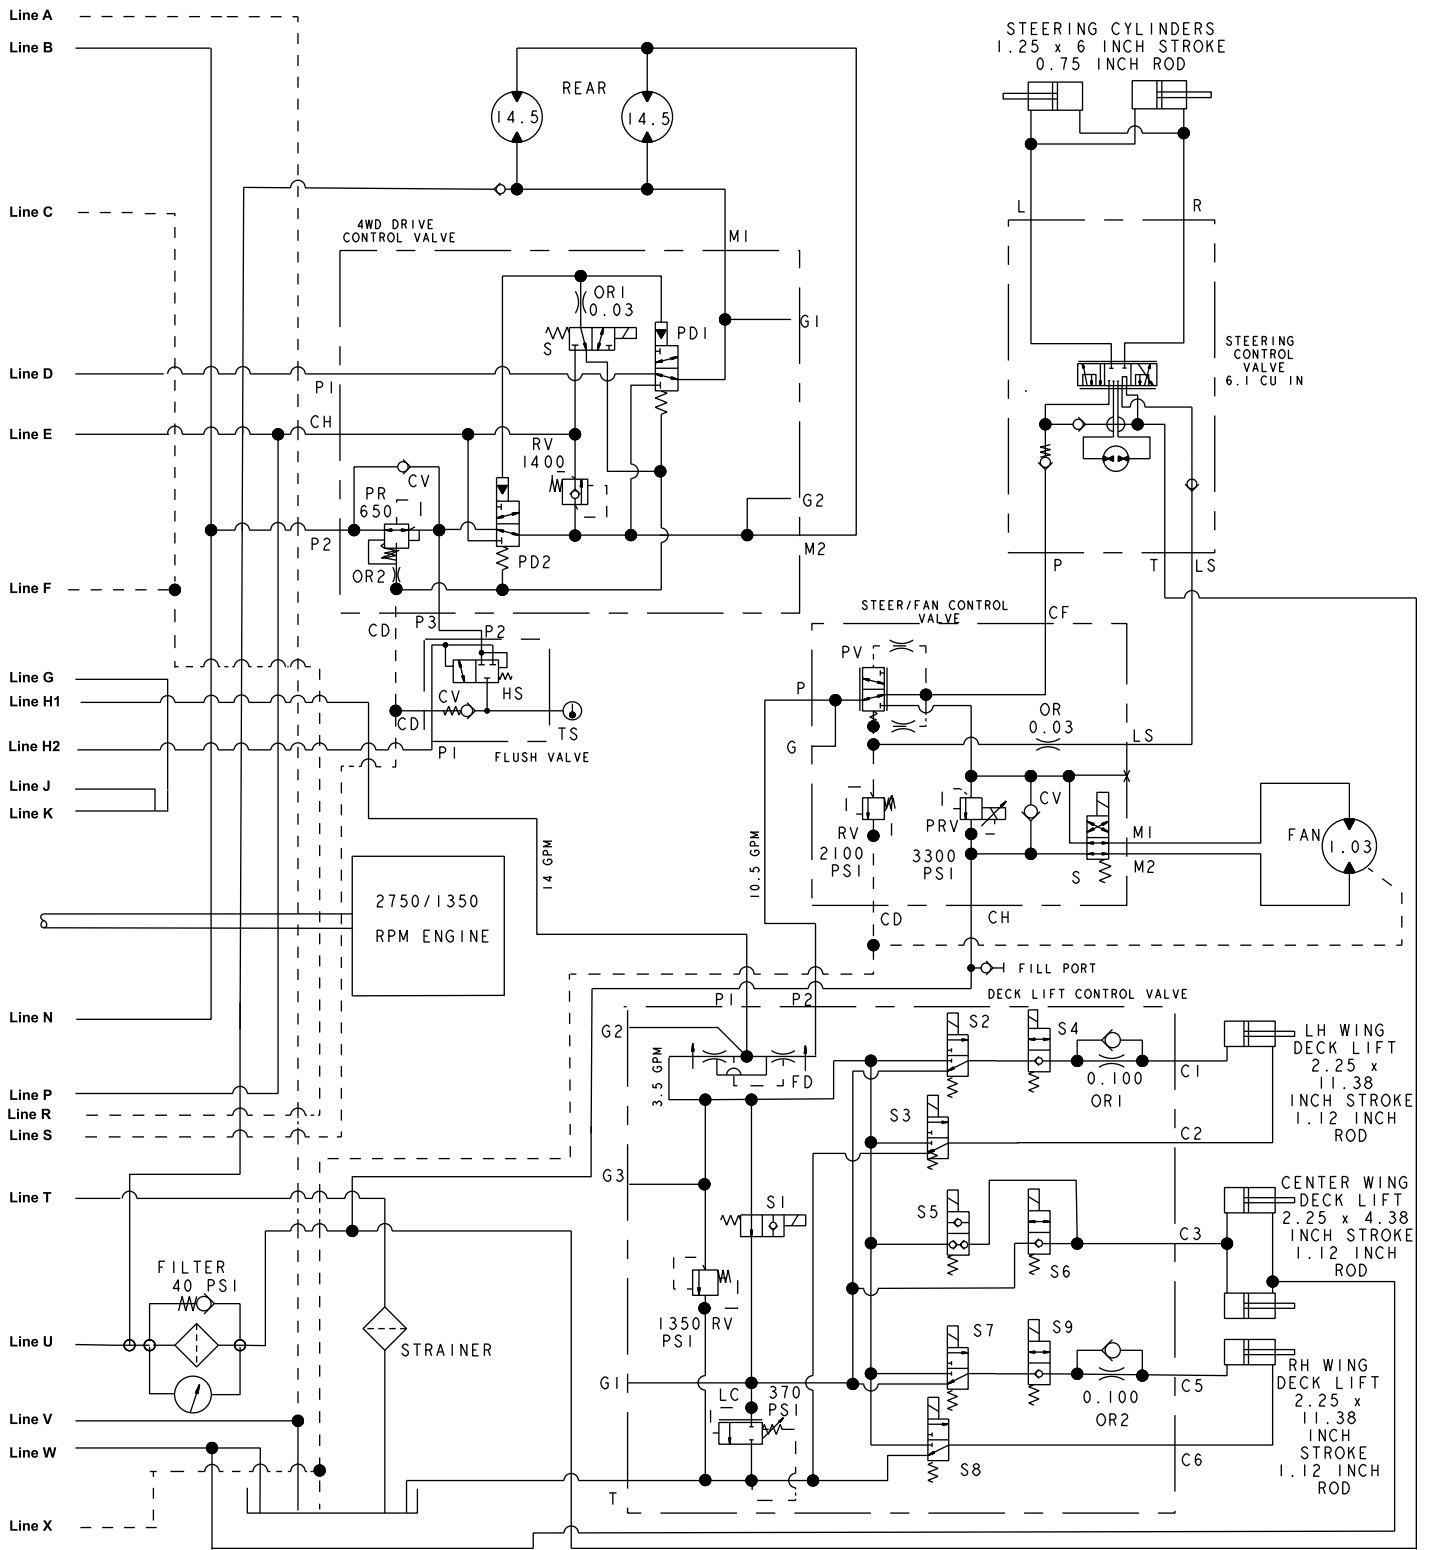 Line A
Line B
Line C
Line D
Line E
Line F
Line G
Line H1
Line H2
Line J
Line K
Line N
Line P
Line R
Line S
Line T
Line U
Line V
Line W
Line X
REAR
14.5
14.5
4WD DRIVE
CONTROL VALVE
M1
OR1
0.03
S
PD1
G1
P1
CH
RV
1400
CV
PR
650
G2
P2
M2
PD2
OR2
CD
P3
P2
HS
CV
CD
P1
TS
FLUSH VALVE
STEERING CYLINDERS
1.25 x 6 INCH STROKE
0.75 INCH ROD
L
R
STEERING
CONTROL
VALVE
6.1 CU IN
P
T
LS
STEER/FAN CONTROL
VALVE
CF
PV
P
G
OR
0.03
LS
CV
RV
2100
PSI
PRV
3300
PSI
S
M1
M2
FAN
1.03
CD
CH
FILL PORT
14 GPM
10.5 GPM
2750/1350
RPM ENGINE
DECK LIFT CONTROL VALVE
P1
P2
G2
3.5 GPM
FD
S2
S4
0.100
OR1
C1
S3
C2
LH WING
DECK LIFT
2.25 x
11.38
INCH STROKE
1.12 INCH
ROD
G3
S1
S5
S6
C3
CENTER WING
DECK LIFT
2.25 x 4.38
INCH STROKE
1.12 INCH
ROD
1350 RV
PSI
S7
S9
0.100
OR2
C5
G1
LC
370
PSI
S8
C6
RH WING
DECK LIFT
2.25 x
11.38
INCH
STROKE
1.12 INCH
ROD
T
FILTER
40 PSI
STRAINER